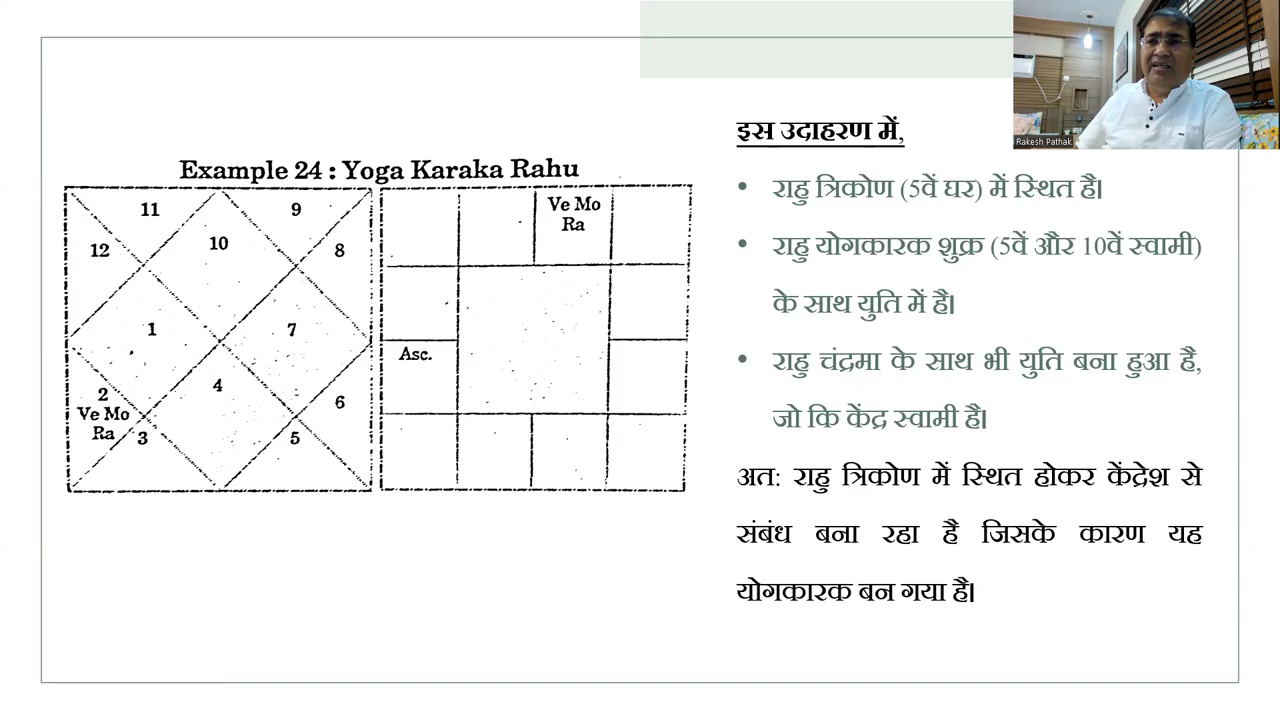 Rakesh Pathak
Example 24 : Yoga Karaka Rahu
11
9
12
10
8
1
7
4
2
Ve Mo
Ra
3
6
5
Ve Mo
Ra
Asc.
इस उदाहरण में,
• राहु त्रिकोण (5वें घर) में स्थित है।
• राहु योगकारक शुक्र (5वें और 10वें स्वामी)
के साथ युति में है।
• राहु चंद्रमा के साथ भी युति बना हुआ है,
जो कि केंद्र स्वामी है।
अत: राहु त्रिकोण में स्थित होकर केंद्रेश से
संबंध बना रहा है जिसके कारण यह
योगकारक बन गया है।